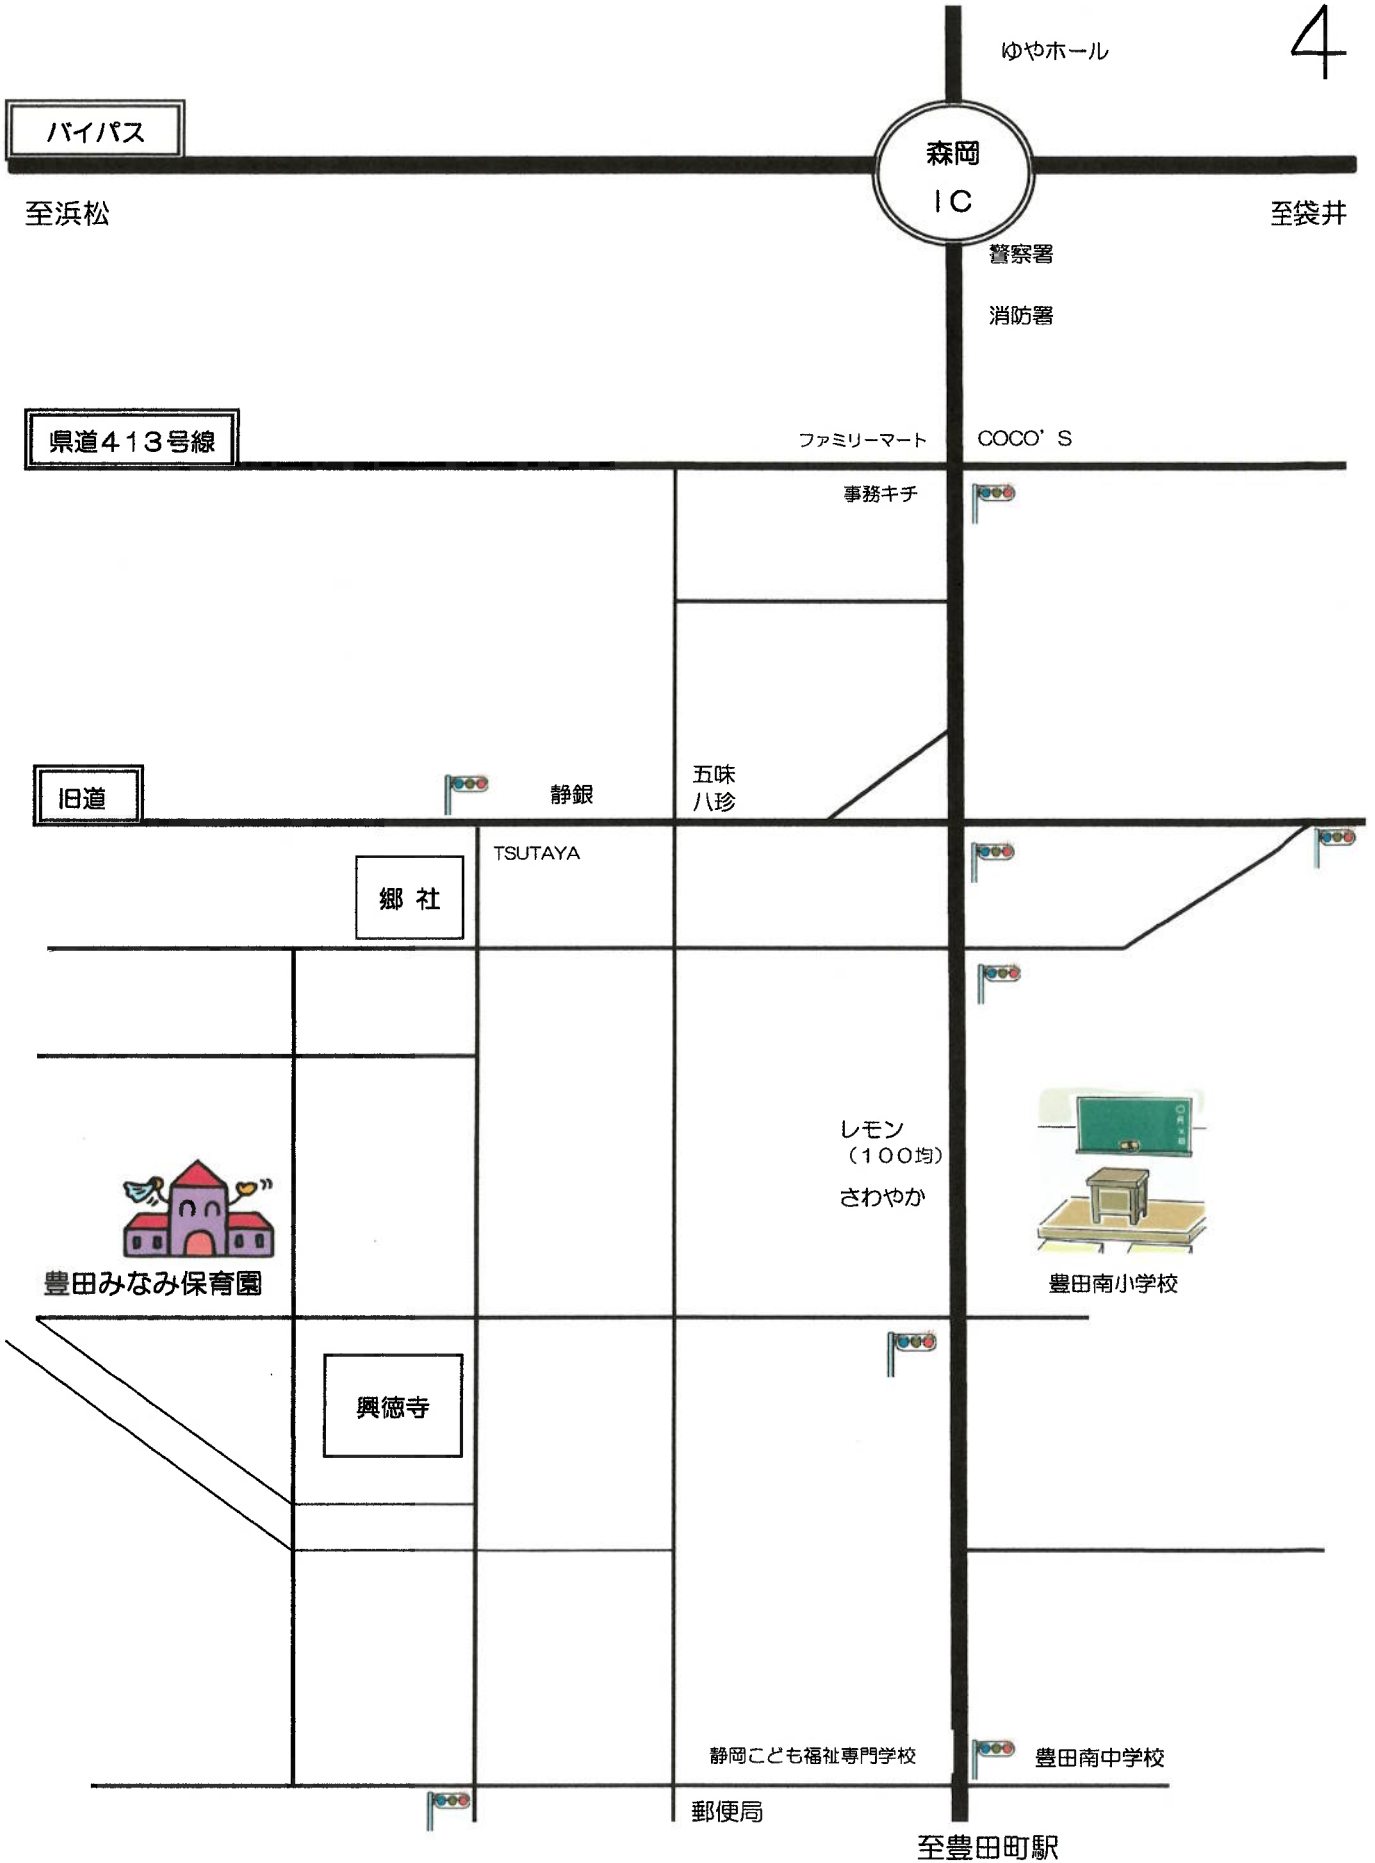 4
ゆやホール
バイパス
森岡
IC
至浜松
至袋井
警察署
消防署
県道413号線
ファミリーマート
COCO'S
事務キチ
旧道
静銀
五味
八珍
TSUTAYA
郷社
レモン
（100均）
さわやか
豊田みなみ保育園
豊田南小学校
興徳寺
静岡こども福祉専門学校
豊田南中学校
郵便局
至豊田町駅